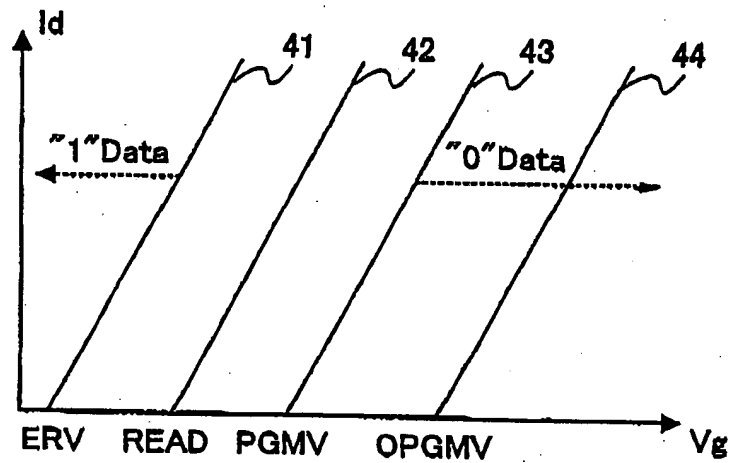 Id
41 42 43 44
"1"Data "0"Data
ERV READ PGMV OPGMV Vg